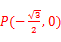 P(-√3/2, 0)